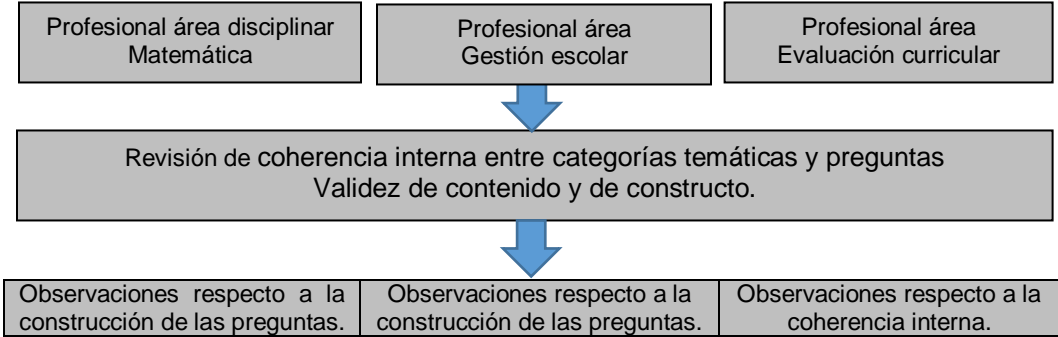 Profesional área disciplinar
Matemática
Profesional área
Gestión escolar
Profesional área
Evaluación curricular
Revisión de coherencia interna entre categorías temáticas y preguntas
Validez de contenido y de constructo.
Observaciones respecto a la
construcción de las preguntas.
Observaciones respecto a la
construcción de las preguntas.
Observaciones respecto a la
coherencia interna.